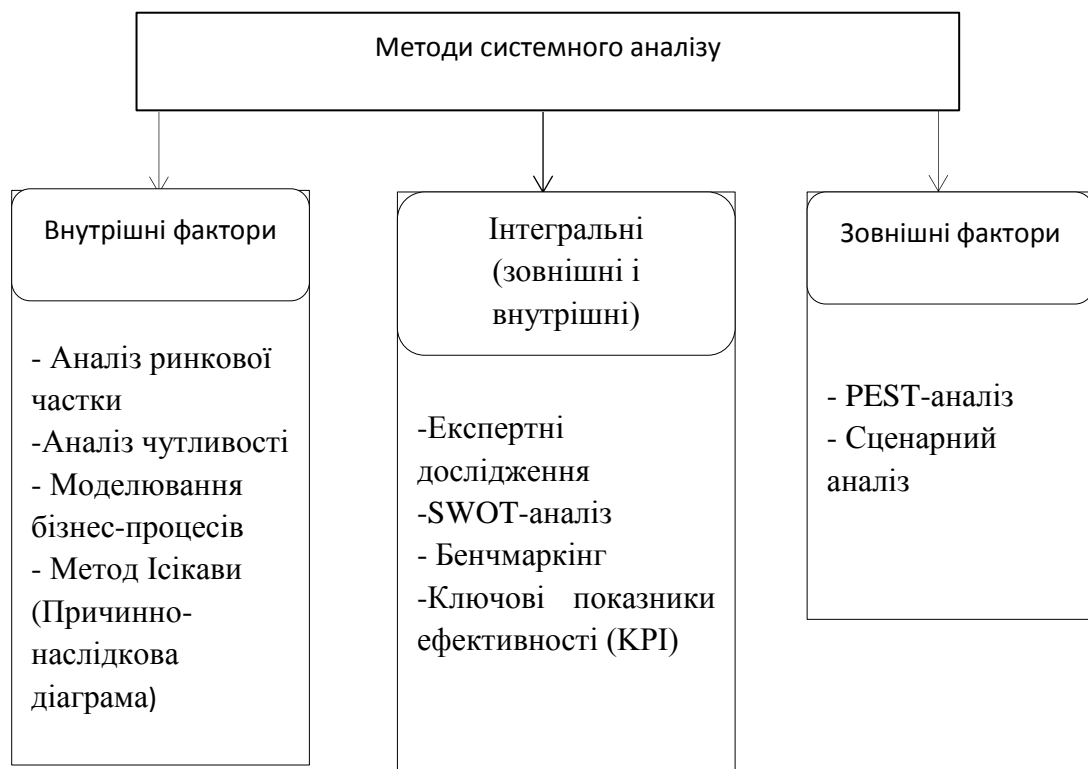 Методи системного аналізу
Внутрішні фактори
- Аналіз ринкової
частки
-Аналіз чутливості
- Моделювання
бізнес-процесів
- Метод Ісікави
(Причинно-
наслідкова
діаграма)
Інтегральні
(зовнішні і
внутрішні)
-Експертні
дослідження
-SWOT-аналіз
- Бенчмаркінг
-Ключові показники
ефективності (KPI)
Зовнішні фактори
- PEST-аналіз
- Сценарний
аналіз